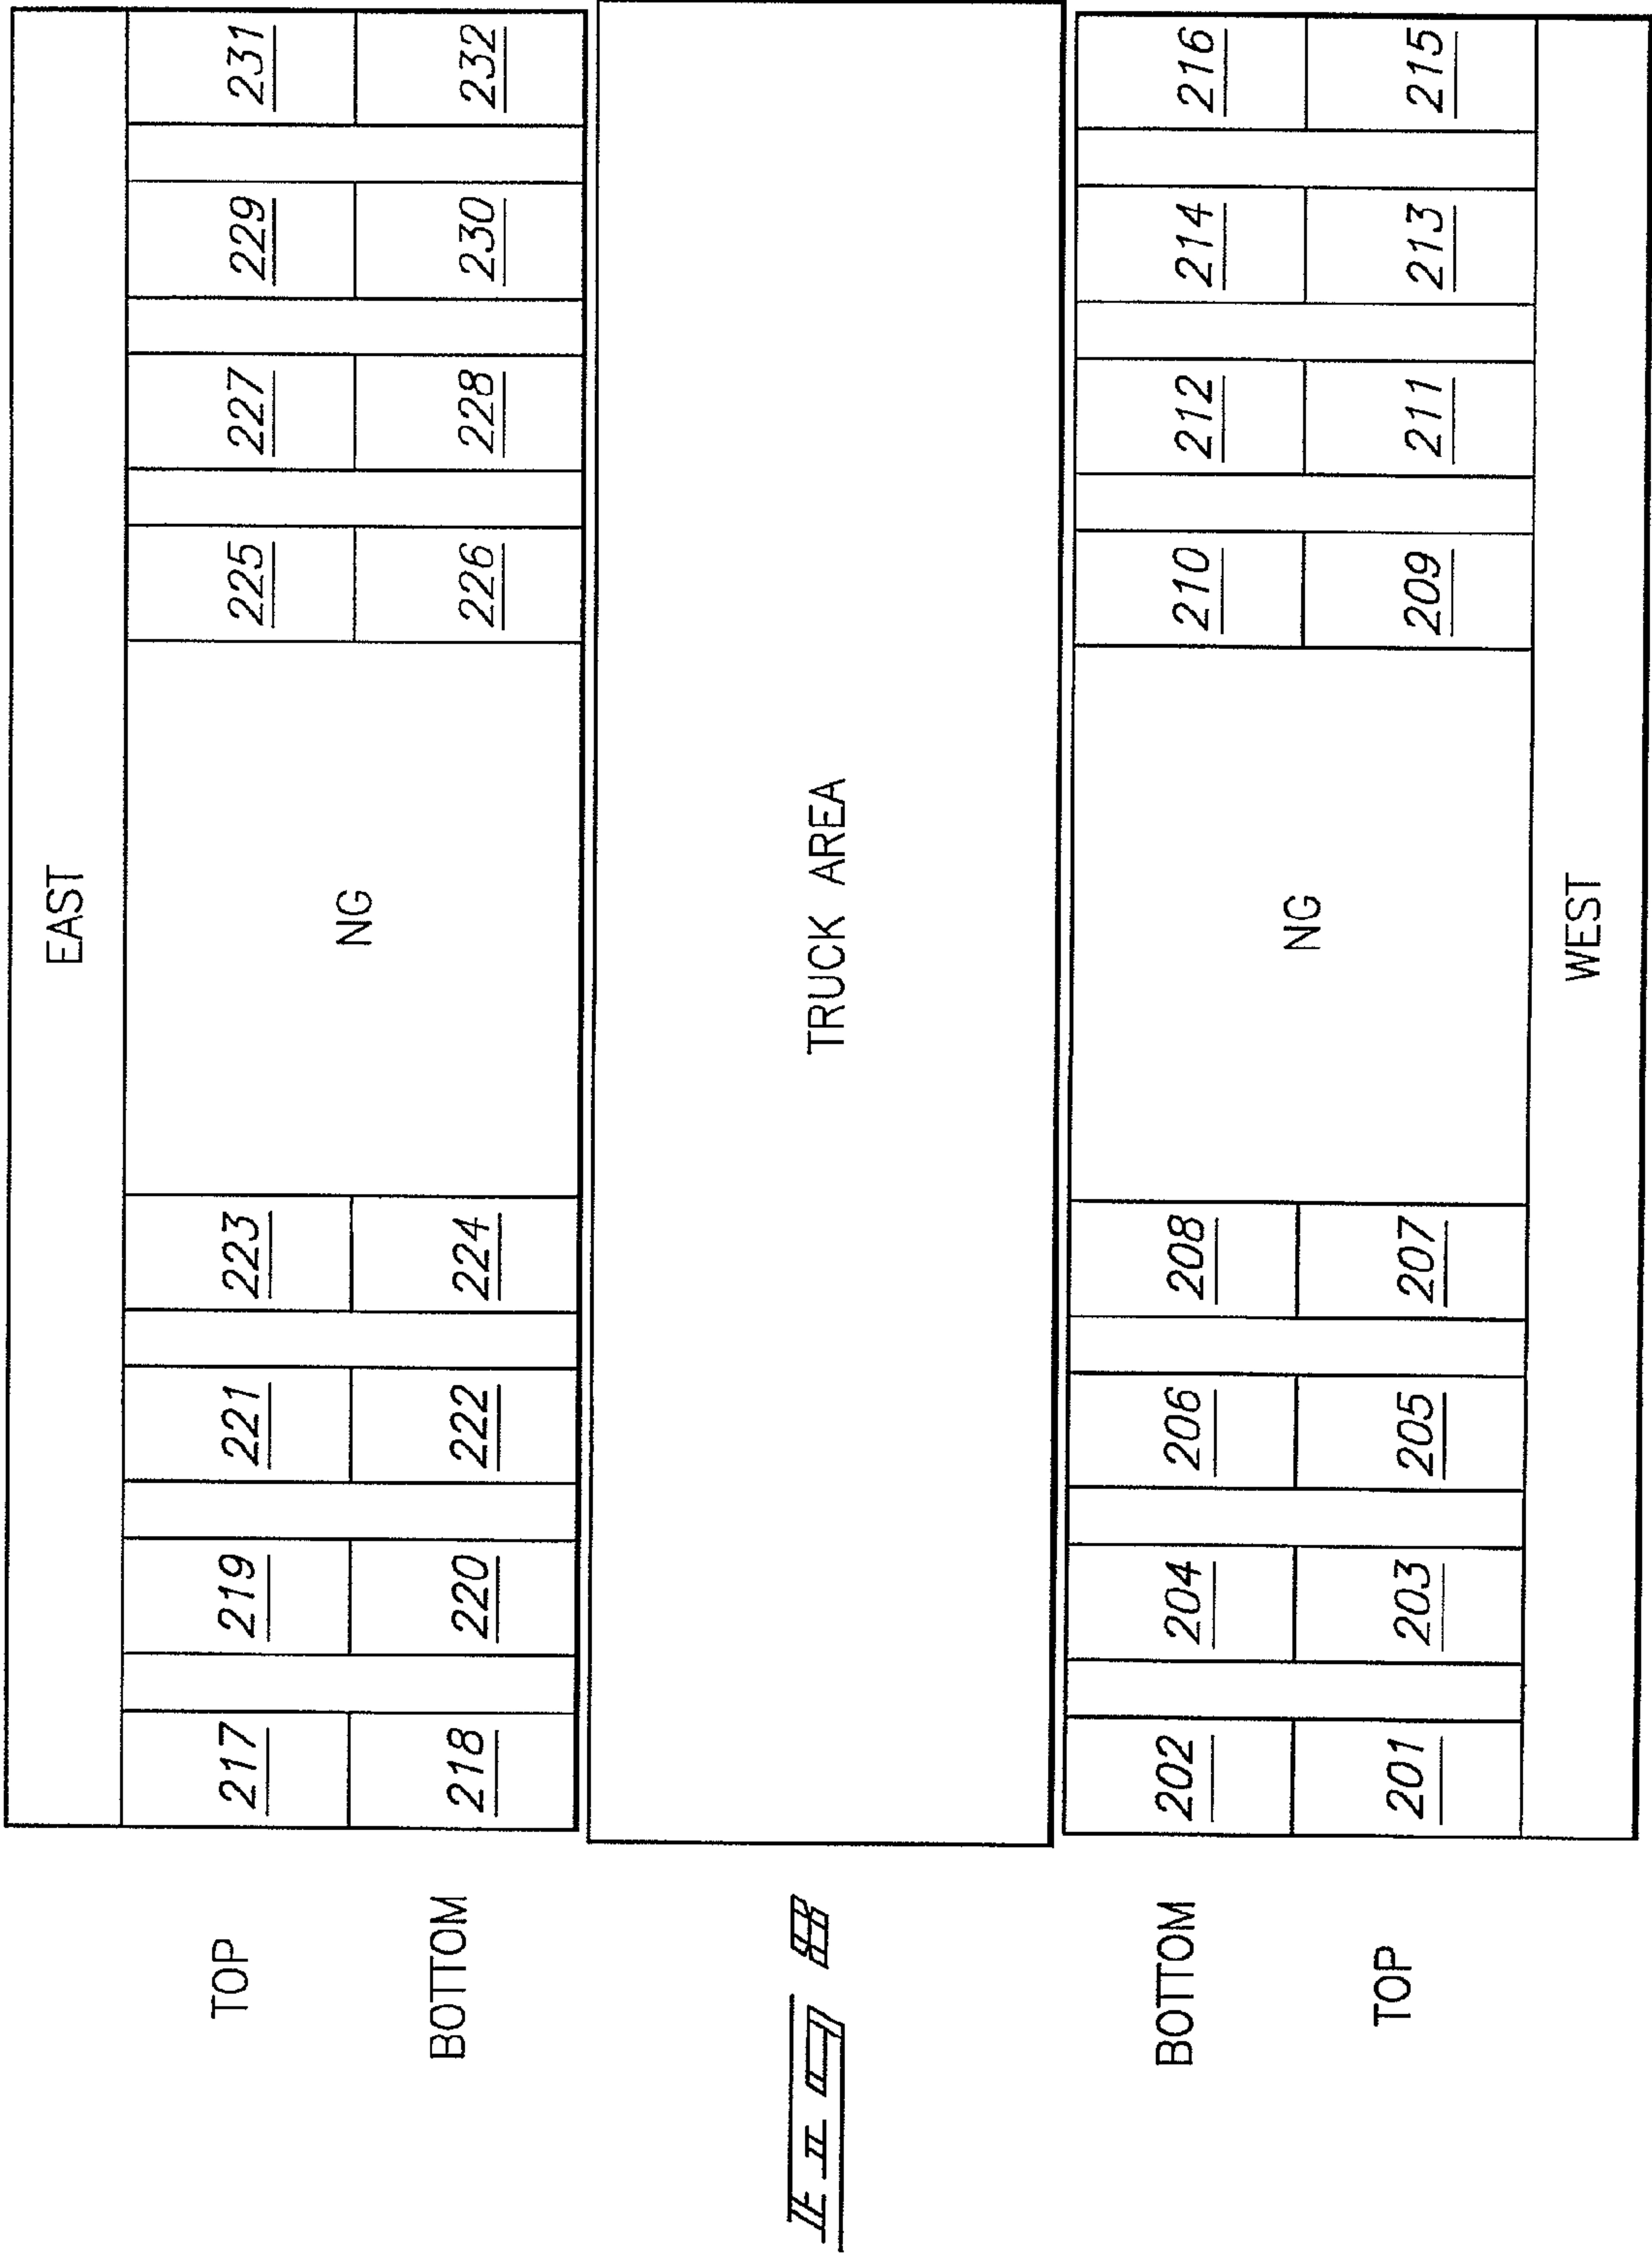 EAST
TOP 217 219 221 223 225 227 229 231
NG
BOTTOM 218 220 222 224 226 228 230 232
FIG 8 TRUCK AREA
BOTTOM 202 204 206 208 210 212 214 216
NG
TOP 201 203 205 207 209 211 213 215
WEST